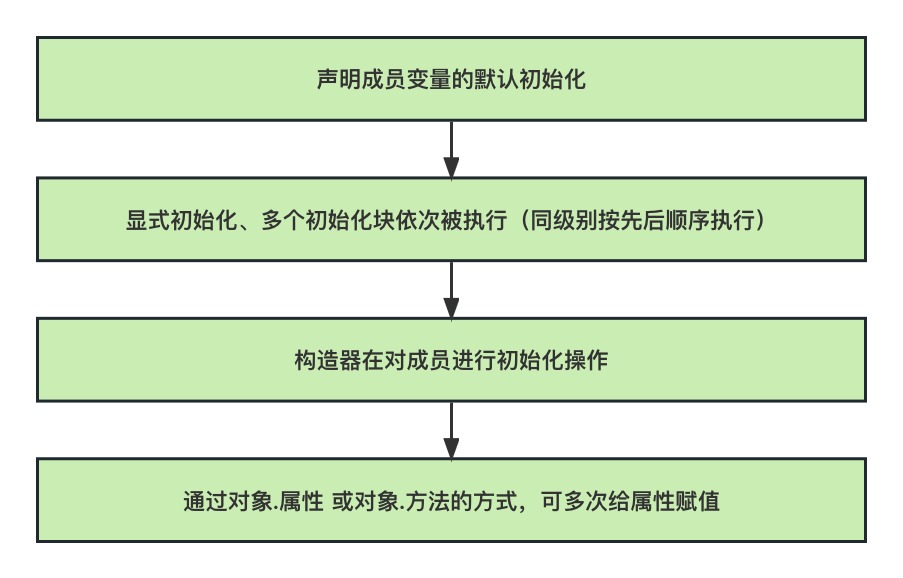 声明成员变量的默认初始化
显式初始化、多个初始化块依次被执行（同级别按先后顺序执行）
构造器在对成员进行初始化操作
通过对象.属性 或对象.方法的方式，可多次给属性赋值